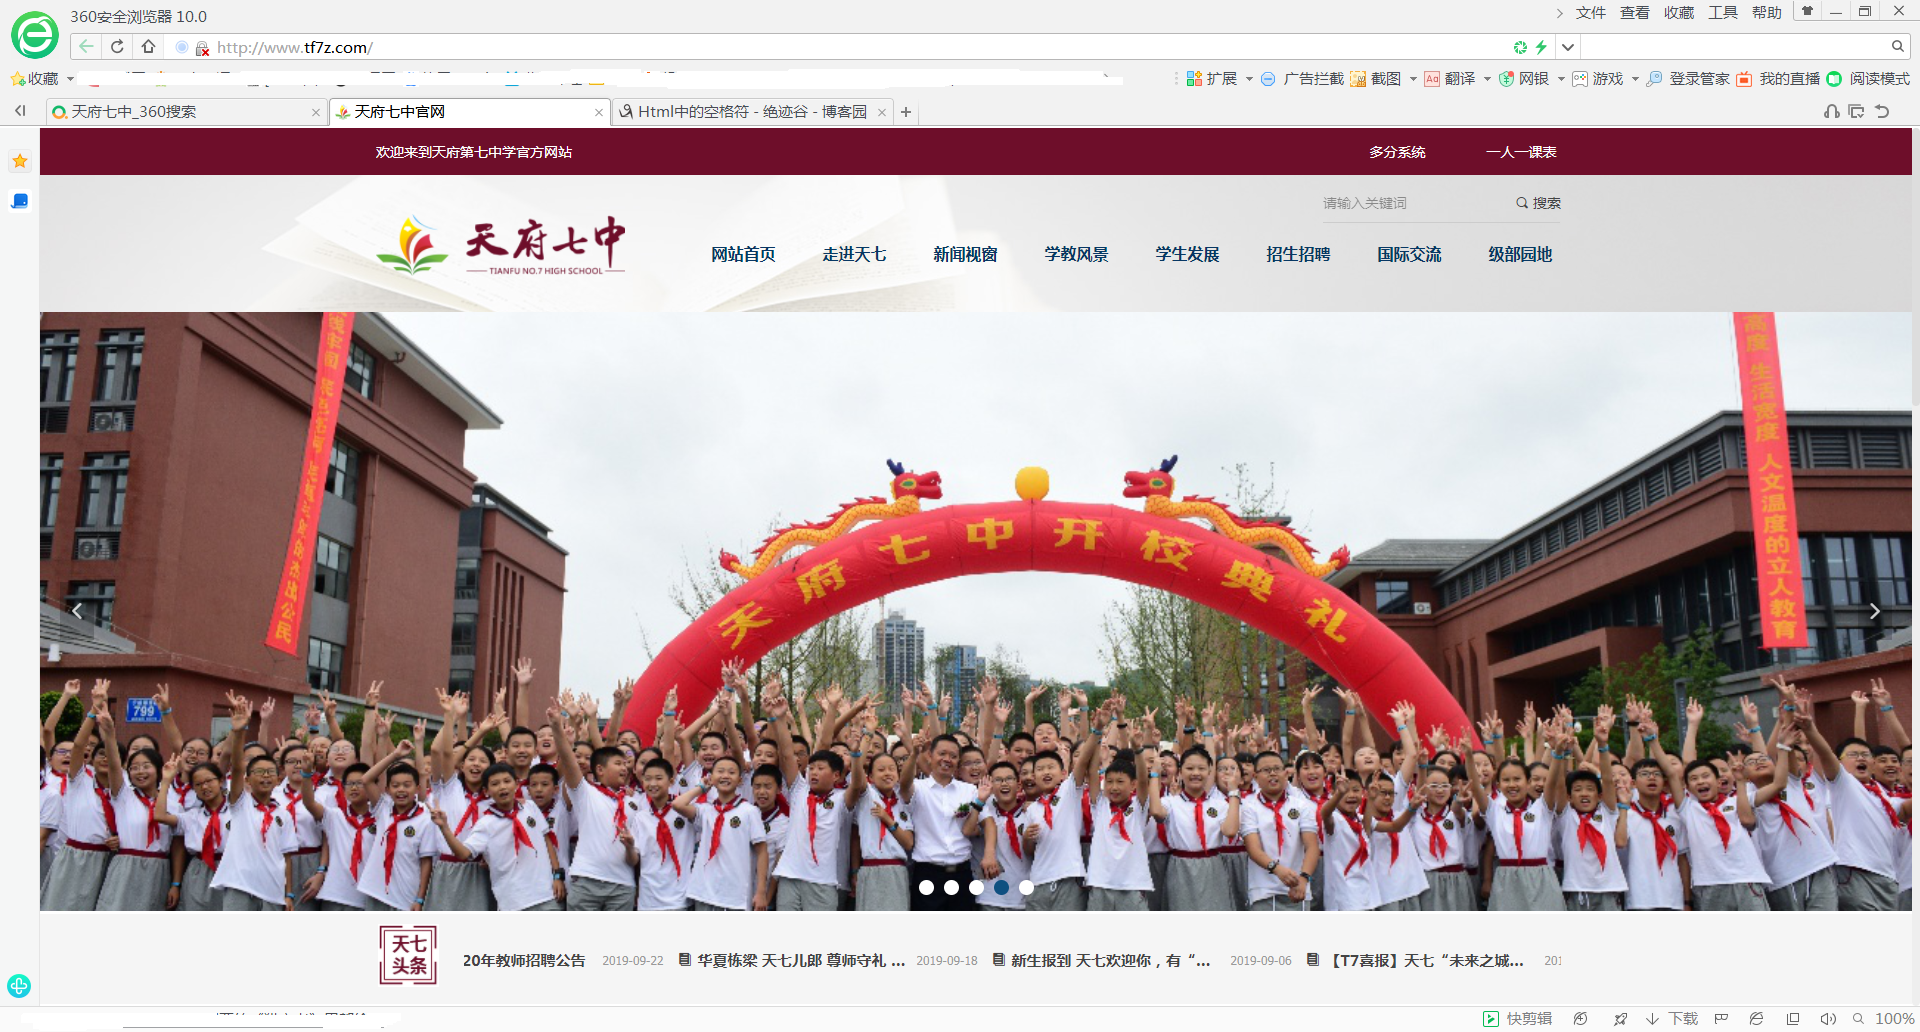 360安全浏览器 10.0
文件 查看 收藏 工具 帮助
http://www.tf7z.com/
收藏
扩展 广告拦截 截图 翻译 网银 游戏 登录管家 我的直播 阅读模式
天府七中_360搜索
天府七中官网
Html中的空格符 - 绝迹谷 - 博客园
欢迎来到天府第七中学官方网站
多分系统
一人一课表
请输入关键词
搜索
天府七中
TIANFU NO.7 HIGH SCHOOL
网站首页 走进天七 新闻视窗 学教风景 学生发展 招生招聘 国际交流 级部园地
高度 生活宽度 人文温度的立人教育
杰出公民
天府七中开校典礼
799
天七
头条
20年教师招聘公告 2019-09-22
华夏栋梁 天七儿郎 尊师守礼 ... 2019-09-18
新生报到 天七欢迎你，有“... 2019-09-06
【T7喜报】天七“未来之城... 201
快剪辑
下载
100%